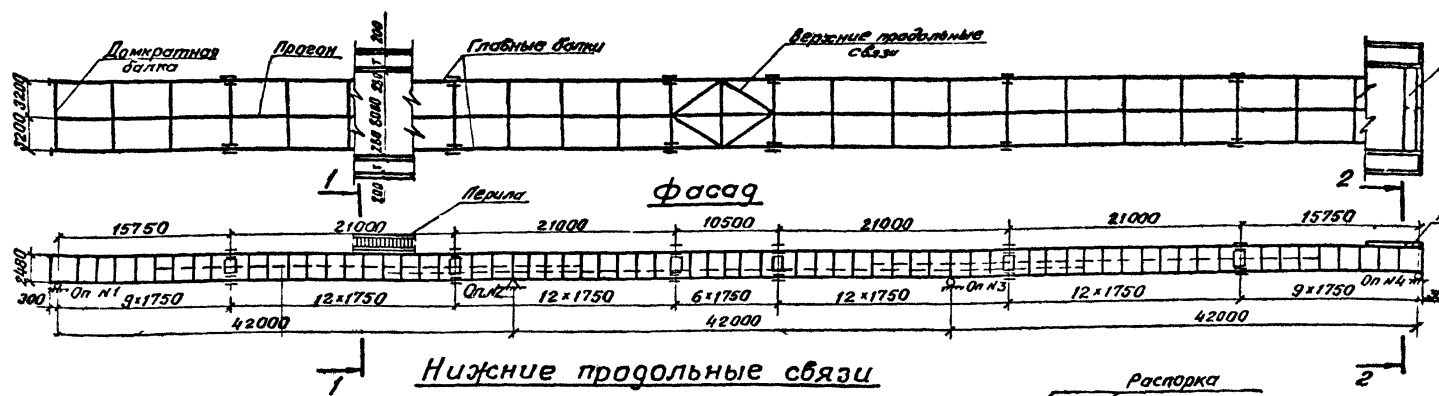 Домкратная
балка
Прогон
Главные балки
Верхние продольные
связи
200
т
250
5000
250
т
200
3200
3200
1
2
Фасад
Перила
15750 21000 21000 10500 21000 21000 15750
2480
300
Оп №1 Оп №2 Оп №3 Оп №4
9×1750 12×1750 12×1750 6×1750 12×1750 12×1750 9×1750
42000 42000 42000
1
2
Нижние продольные связи
Распорка